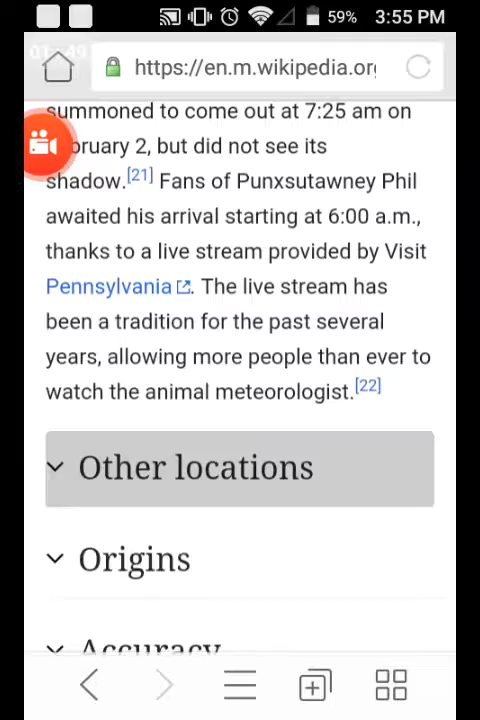 59% 3:55 PM
https://en.m.wikipedia.or
summoned to come out at 7:25 am on
bruary 2, but did not see its
shadow.[21] Fans of Punxsutawney Phil
awaited his arrival starting at 6:00 a.m.,
thanks to a live stream provided by Visit
Pennsylvania. The live stream has
been a tradition for the past several
years, allowing more people than ever to
watch the animal meteorologist.[22]
Other locations
Origins
Accuracy